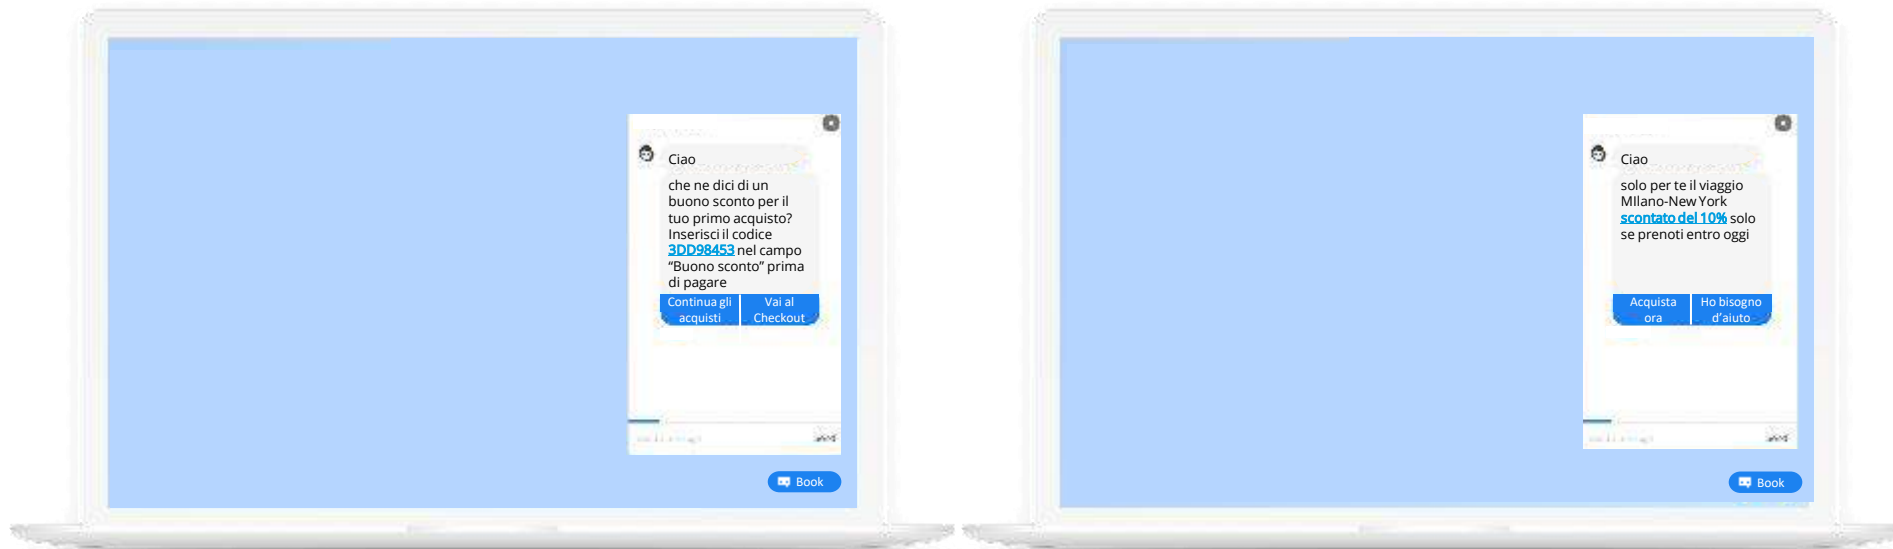 Ciao
che ne dici di un
buono sconto per il
tuo primo acquisto?
Inserisci il codice
3DD98453 nel campo
“Buono sconto” prima
di pagare
Continua gli
acquisti
Vai al
Checkout
Book
Ciao
solo per te il viaggio
MIlano-New York
scontato del 10% solo
se prenoti entro oggi
Acquista
ora
Ho bisogno
d’aiuto
Book